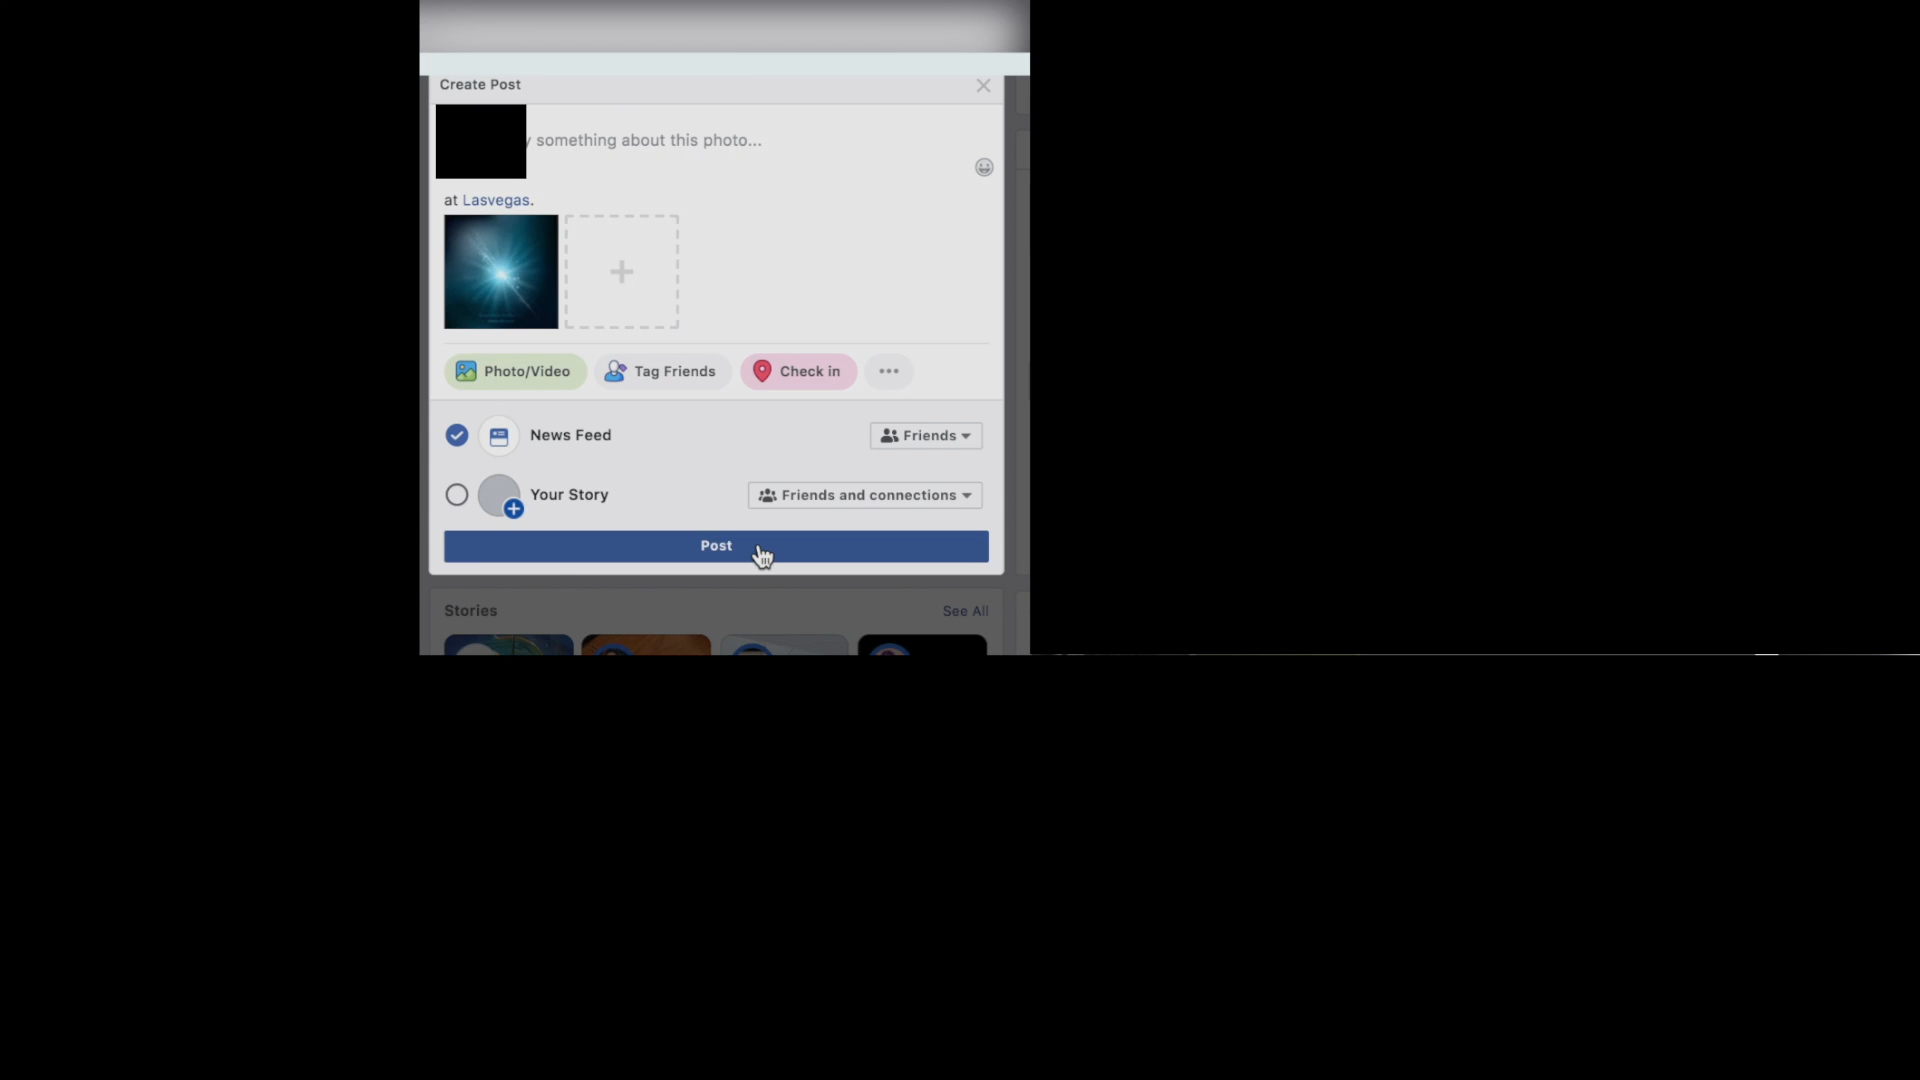 Create Post
something about this photo...
at Lasvegas.
Photo/Video
Tag Friends
Check in
News Feed
Friends
Your Story
Friends and connections
Post
Stories
See All